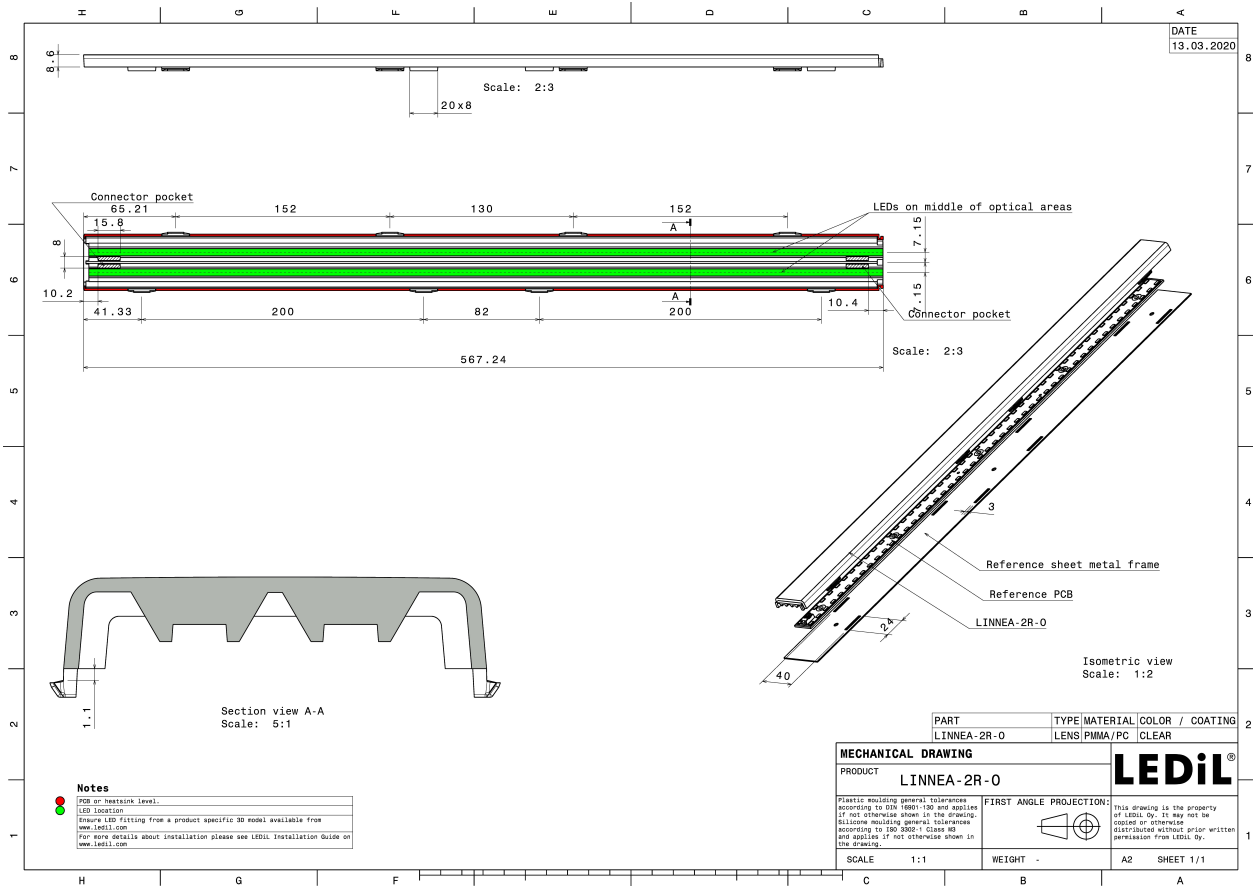 H G F E D C B A
DATE
13.03.2020
8 8
8.6
Scale: 2:3
20x8
7 7
Connector pocket
65.21 152 130 152
LEDs on middle of optical areas
15.8
A
7.15
8
6 6
10.2
A
10.4
7.15
41.33 200 82 200
Connector pocket
567.24
Scale: 2:3
5 5
4 4
3
Reference sheet metal frame
Reference PCB
3 3
LINNEA-2R-O
24
40
Isometric view
Scale: 1:2
1.1
Section view A-A
Scale: 5:1
2 2
PART TYPE MATERIAL COLOR / COATING
LINNEA-2R-O LENS PMMA/PC CLEAR
MECHANICAL DRAWING
PRODUCT
LINNEA-2R-O
LEDiL®
Notes
PCB or heatsink level.
LED location
Ensure LED fitting from a product specific 3D model available from
www.ledil.com
For more details about installation please see LEDiL Installation Guide on
www.ledil.com
1 1
Plastic moulding general tolerances
according to DIN 16901-130 and applies
if not otherwise shown in the drawing.
Silicone moulding general tolerances
according to ISO 3302-1 Class M3
and applies if not otherwise shown in
the drawing.
FIRST ANGLE PROJECTION:
This drawing is the property
of LEDiL Oy. It may not be
copied or otherwise
distributed without prior written
permission from LEDiL Oy.
SCALE 1:1
WEIGHT -
A2 SHEET 1/1
H G F C B A